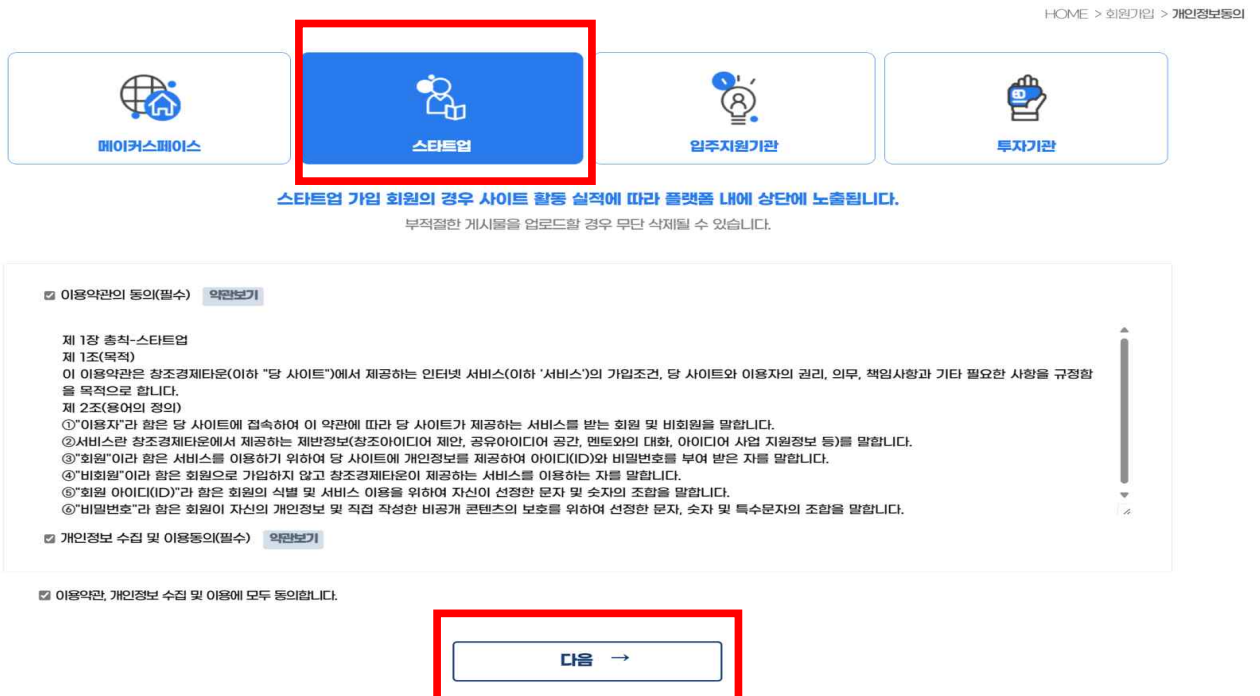 HOME > 회원가입 > 개인정보동의
메이커스페이스
스타트업
입주지원기관
투자기관
스타트업 가입 회원의 경우 사이트 활동 실적에 따라 플랫폼 내에 상단에 노출됩니다.
부적절한 게시물을 업로드할 경우 무단 삭제될 수 있습니다.
이용약관의 동의(필수) 약관보기
제 1장 총칙-스타트업
제 1조(목적)
이 이용약관은 창조경제타운(이하 "당 사이트")에서 제공하는 인터넷 서비스(이하 '서비스')의 가입조건, 당 사이트와 이용자의 권리, 의무, 책임사항과 기타 필요한 사항을 규정함
을 목적으로 합니다.
제 2조(용어의 정의)
①"이용자"라 함은 당 사이트에 접속하여 이 약관에 따라 당 사이트가 제공하는 서비스를 받는 회원 및 비회원을 말합니다.
②서비스란 창조경제타운에서 제공하는 제반정보(창조아이디어 제안, 공유아이디어 공간, 멘토와의 대화, 아이디어 사업 지원정보 등)를 말합니다.
③"회원"이라 함은 서비스를 이용하기 위하여 당 사이트에 개인정보를 제공하여 아이디(ID)와 비밀번호를 부여 받은 자를 말합니다.
④"비회원"이라 함은 회원으로 가입하지 않고 창조경제타운이 제공하는 서비스를 이용하는 자를 말합니다.
⑤"회원 아이디(ID)"라 함은 회원의 식별 및 서비스 이용을 위하여 자신이 선정한 문자 및 숫자의 조합을 말합니다.
⑥"비밀번호"라 함은 회원이 자신의 개인정보 및 직접 작성한 비공개 콘텐츠의 보호를 위하여 선정한 문자, 숫자 및 특수문자의 조합을 말합니다.
개인정보 수집 및 이용동의(필수) 약관보기
이용약관, 개인정보 수집 및 이용에 모두 동의합니다.
다음 →